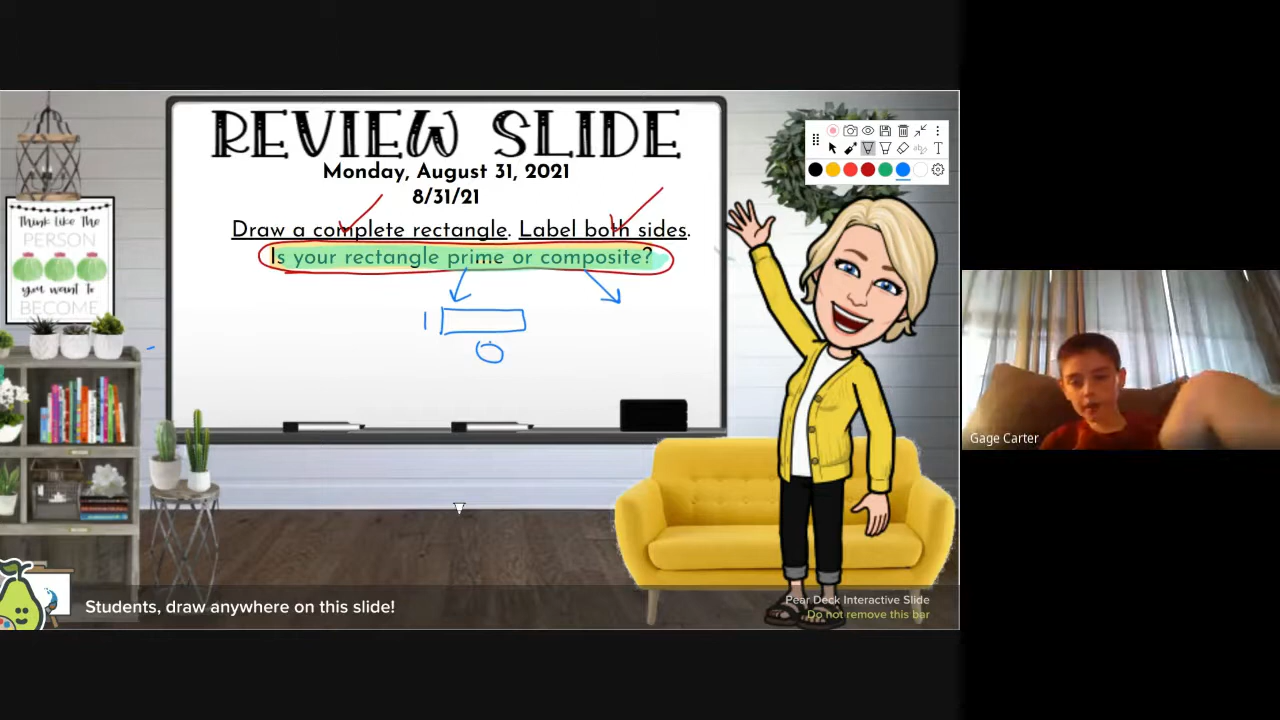 REVIEW SLIDE
Monday, August 31, 2021
8/31/21
Draw a complete rectangle. Label both sides.
Is your rectangle prime or composite?
1
0
Think like the
PERSON
you want to
BECOME
ab
T
Gage Carter
Students, draw anywhere on this slide!
Pear Deck Interactive Slide
Do not remove this bar